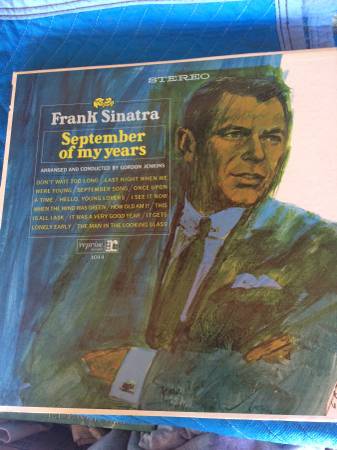 STEREO
Frank Sinatra
September
of my years
ARRANGED AND CONDUCTED BY GORDON JENKINS
DON'T WAIT TOO LONG / LAST NIGHT WHEN WE
WERE YOUNG / SEPTEMBER SONG / ONCE UPON
A TIME / HELLO, YOUNG LOVERS / I SEE IT NOW
WHEN THE WIND WAS GREEN / HOW OLD AM I? / THIS
IS ALL I ASK / IT WAS A VERY GOOD YEAR / IT GETS
LONELY EARLY / THE MAN IN THE LOOKING GLASS
reprise